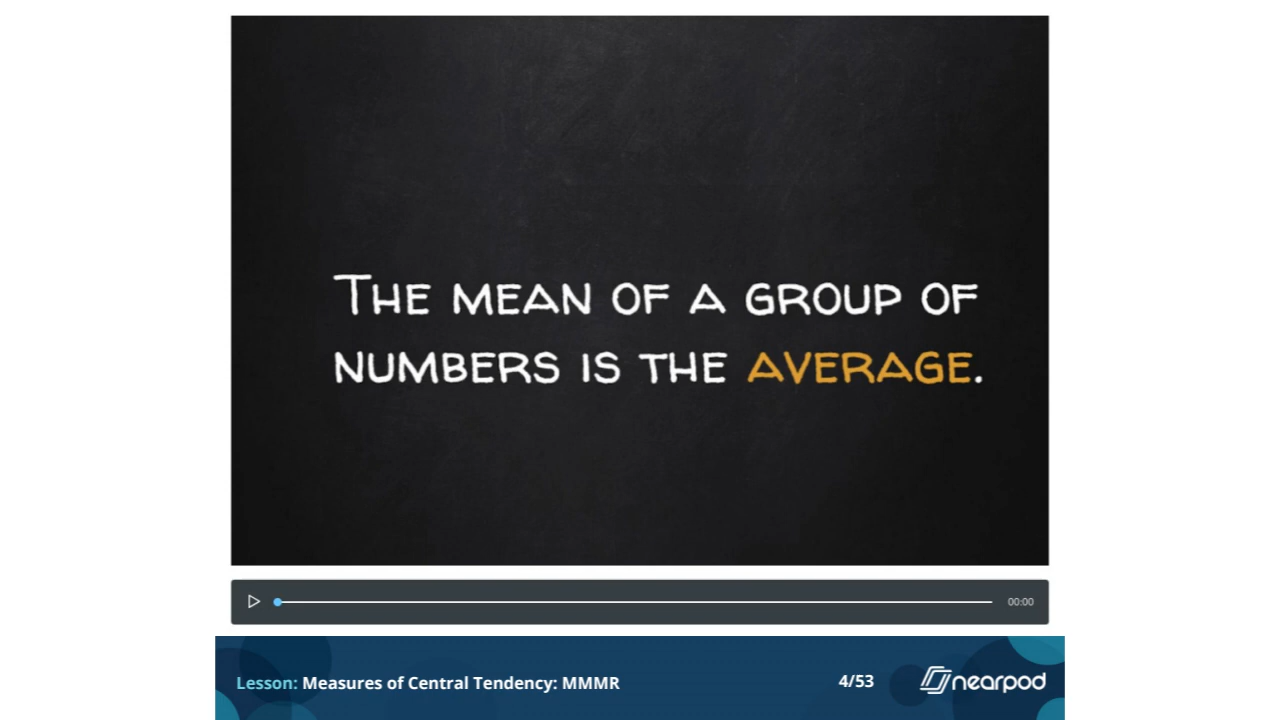 The mean of a group of
numbers is the average.
00:00
Lesson: Measures of Central Tendency: MMMR
4/53
nearpod